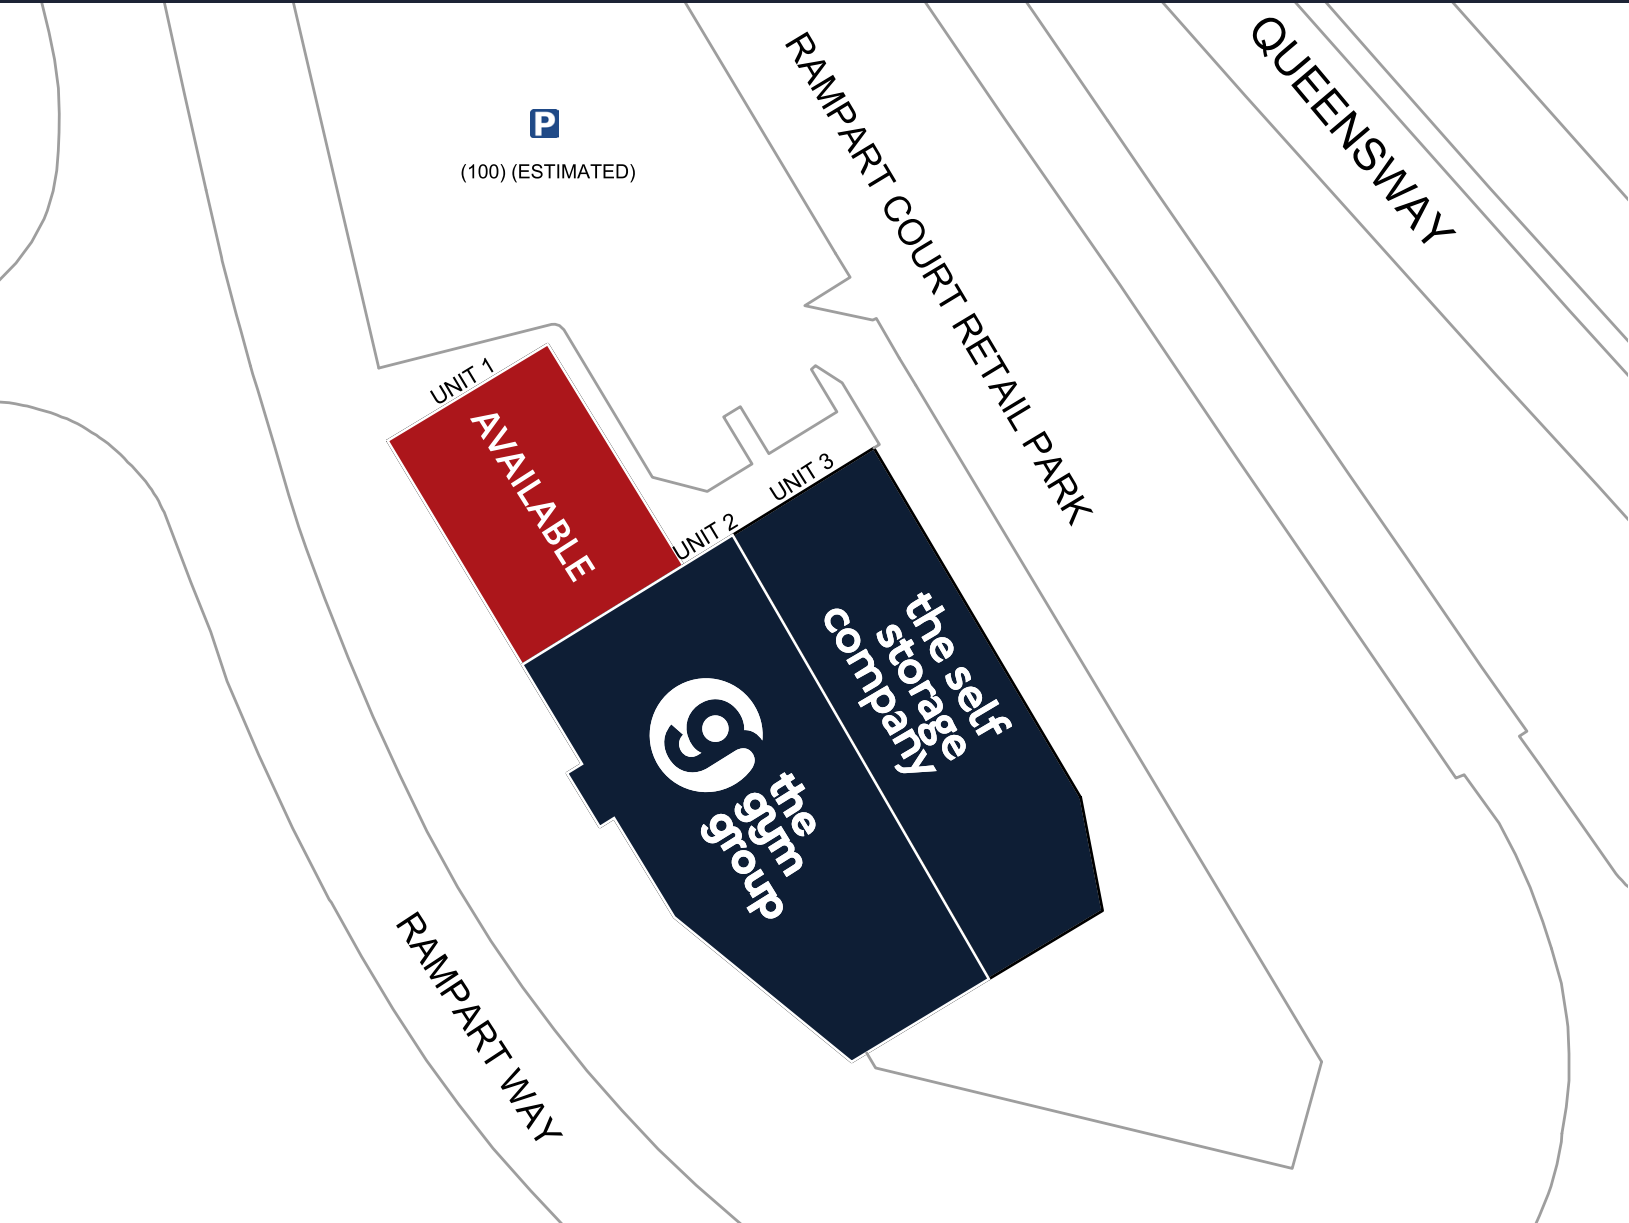 QUEENSWAY
RAMPART COURT RETAIL PARK
P
(100) (ESTIMATED)
UNIT 1
AVAILABLE
UNIT 2
UNIT 3
the self
storage
company
the
gym
group
RAMPART WAY